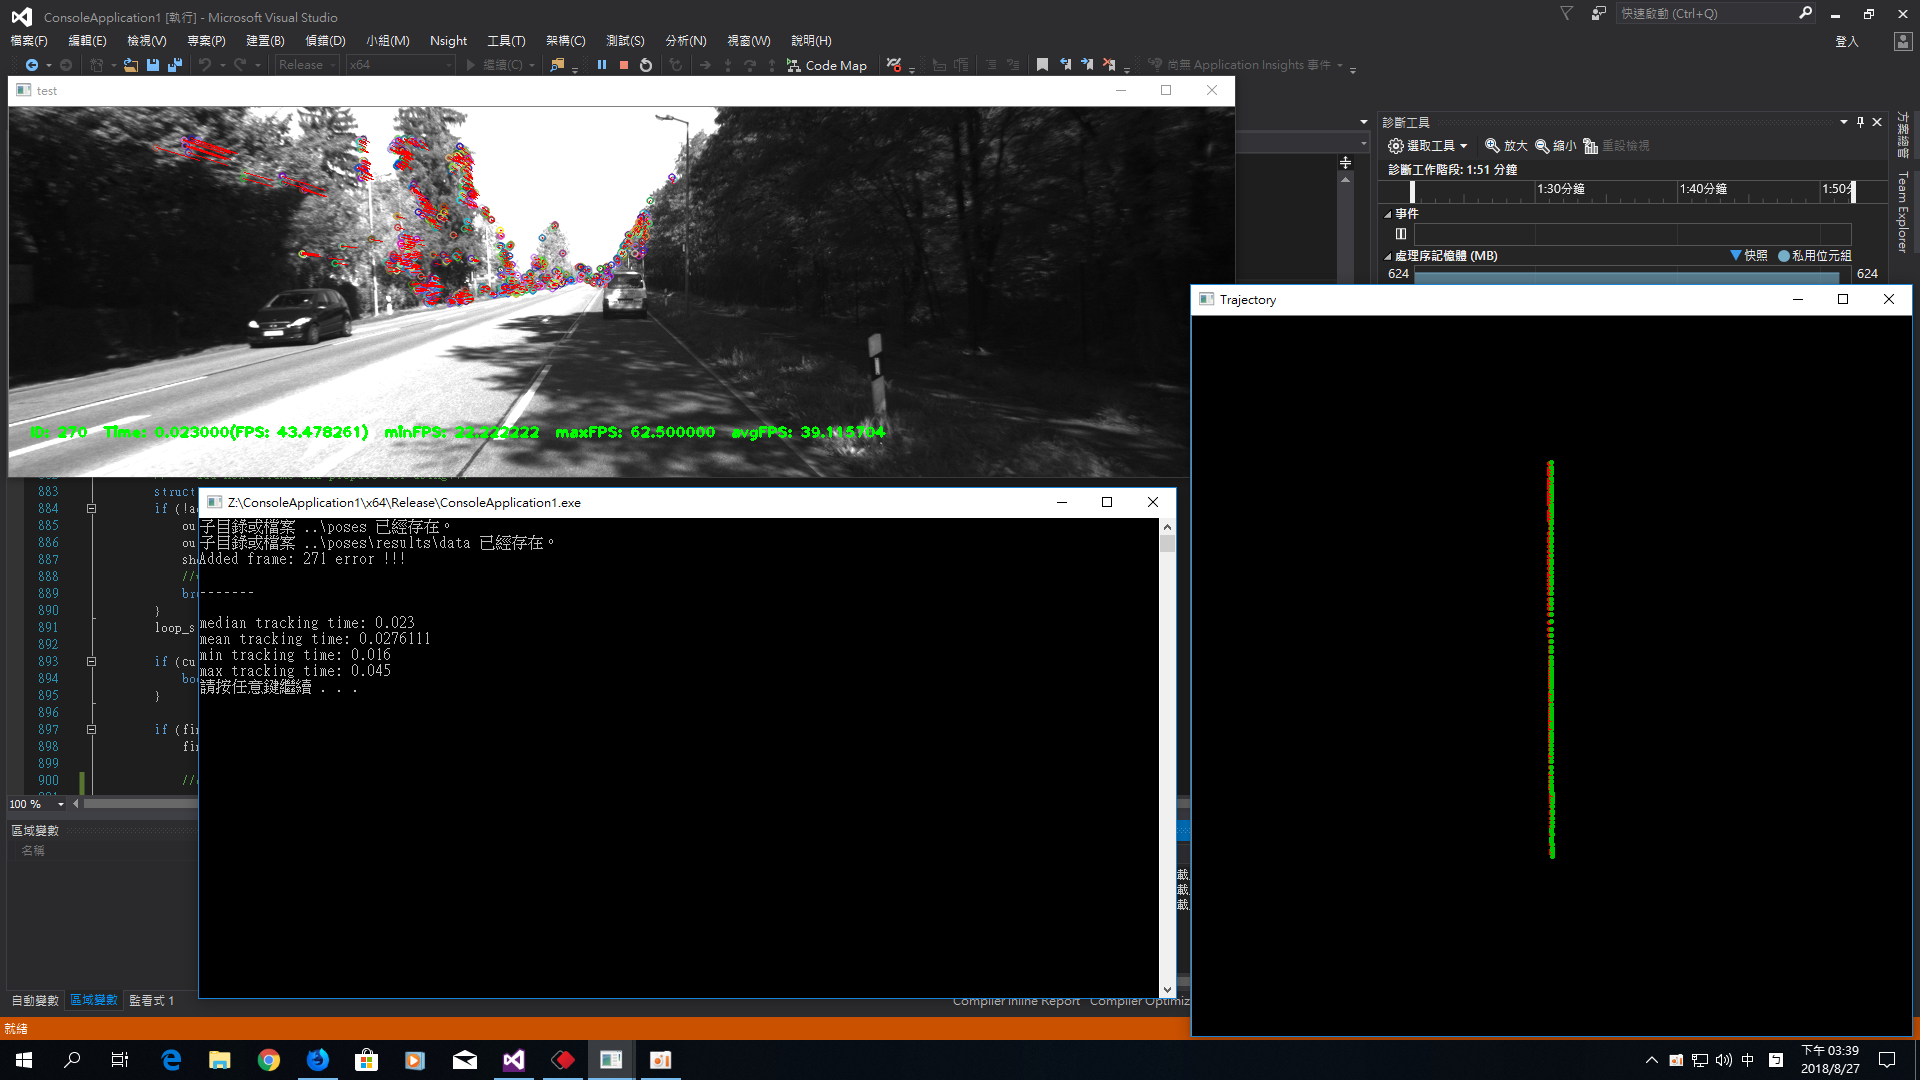 ConsoleApplication1 [執行] - Microsoft Visual Studio
快速啟動 (Ctrl+Q)
檔案(F) 編輯(E) 檢視(V) 專案(P) 建置(B) 偵錯(D) 小組(M) Nsight 工具(T) 架構(C) 測試(S) 分析(N) 視窗(W) 說明(H)
登入
Release x64 繼續(C) Code Map 尚無 Application Insights 事件
test
ID: 270 Time: 0.023000(FPS: 43.478261) minFPS: 22.222222 maxFPS: 62.500000 avgFPS: 39.115704
診斷工具
選取工具 放大 縮小 重設檢視
診斷工作階段: 1:51 分鐘
1:30分鐘 1:40分鐘 1:50
事件
處理序記憶體 (MB) 快照 私用位元組
624 624
方案總管
Team Explorer
Trajectory
883 struct
884 if (!a
885 ou
886 ou
887 sh
888 //
889 br
890 }
891 loop_s
892
893 if (cu
894 bo
895 }
896
897 if (fi
898 fi
899
900 //
100 %
Z:\ConsoleApplication1\x64\Release\ConsoleApplication1.exe
子目錄或檔案 ..\poses 已經存在。
子目錄或檔案 ..\poses\results\data 已經存在。
Added frame: 271 error !!!
-------
median tracking time: 0.023
mean tracking time: 0.0276111
min tracking time: 0.016
max tracking time: 0.045
請按任意鍵繼續 . . .
區域變數
名稱
載
載
載
自動變數 區域變數 監看式 1
Compiler Inline Report Compiler Optimiz
就緒
中
下午 03:39
2018/8/27